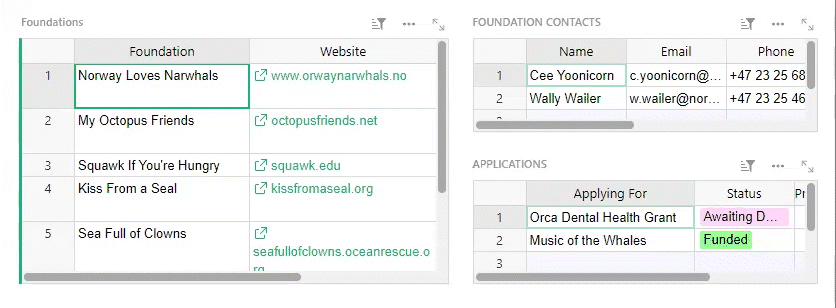 Foundations
Foundation Website
1 Norway Loves Narwhals www.orwaynarwhals.no
2 My Octopus Friends octopusfriends.net
3 Squawk If You're Hungry squawk.edu
4 Kiss From a Seal kissfromaseal.org
5 Sea Full of Clowns
seafullofclowns.oceanrescue.o
rg
FOUNDATION CONTACTS
Name Email Phone
1 Cee Yoonicorn c.yoonicorn@... +47 23 25 68
2 Wally Wailer w.wailer@nor... +47 23 25 46
3
APPLICATIONS
Applying For Status Pr
1 Orca Dental Health Grant Awaiting D...
2 Music of the Whales Funded
3